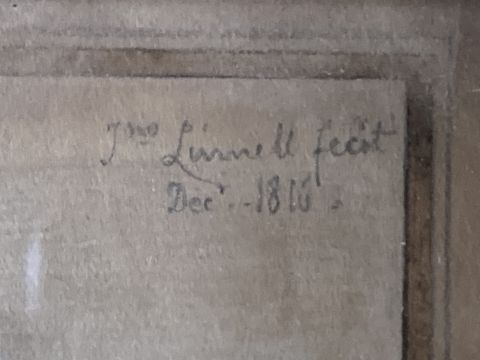 Jno Linnell fecit
Decr. 1816